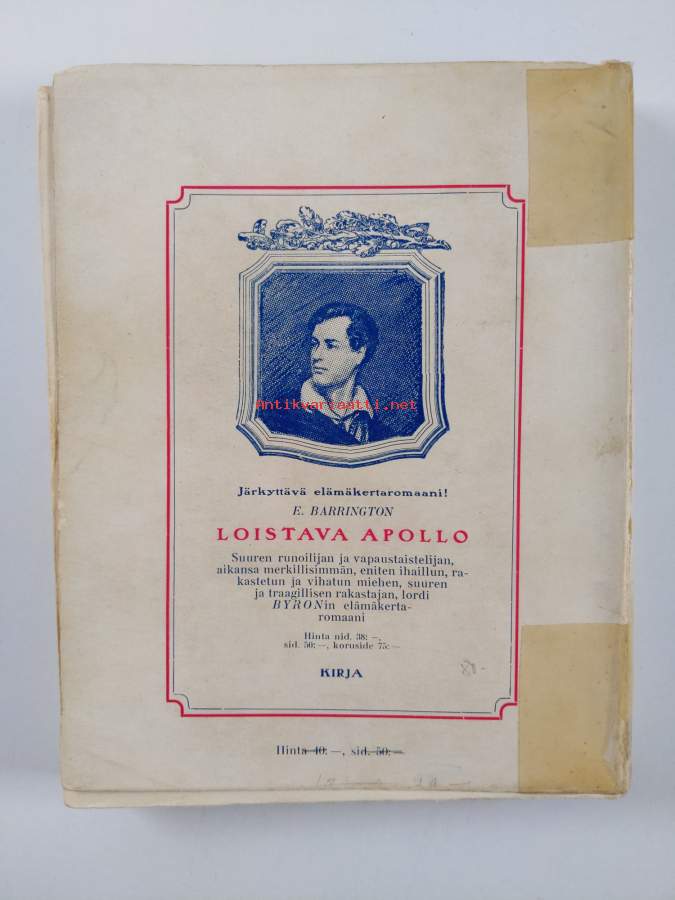 Antikvariaatti.net
Järkyttävä elämäkertaromaani!
E. BARRINGTON
LOISTAVA APOLLO
Suuren runoilijan ja vapaustaistelijan,
aikansa merkillisimmän, eniten ihaillun, ra-
kastetun ja vihatun miehen, suuren
ja traagillisen rakastajan, lordi
BYRONin elämäkerta-
romaani
Hinta nid. 38: —,
sid. 50: —, koruside 75: —
KIRJA
80.-
Hinta 40: —, sid. 50: —